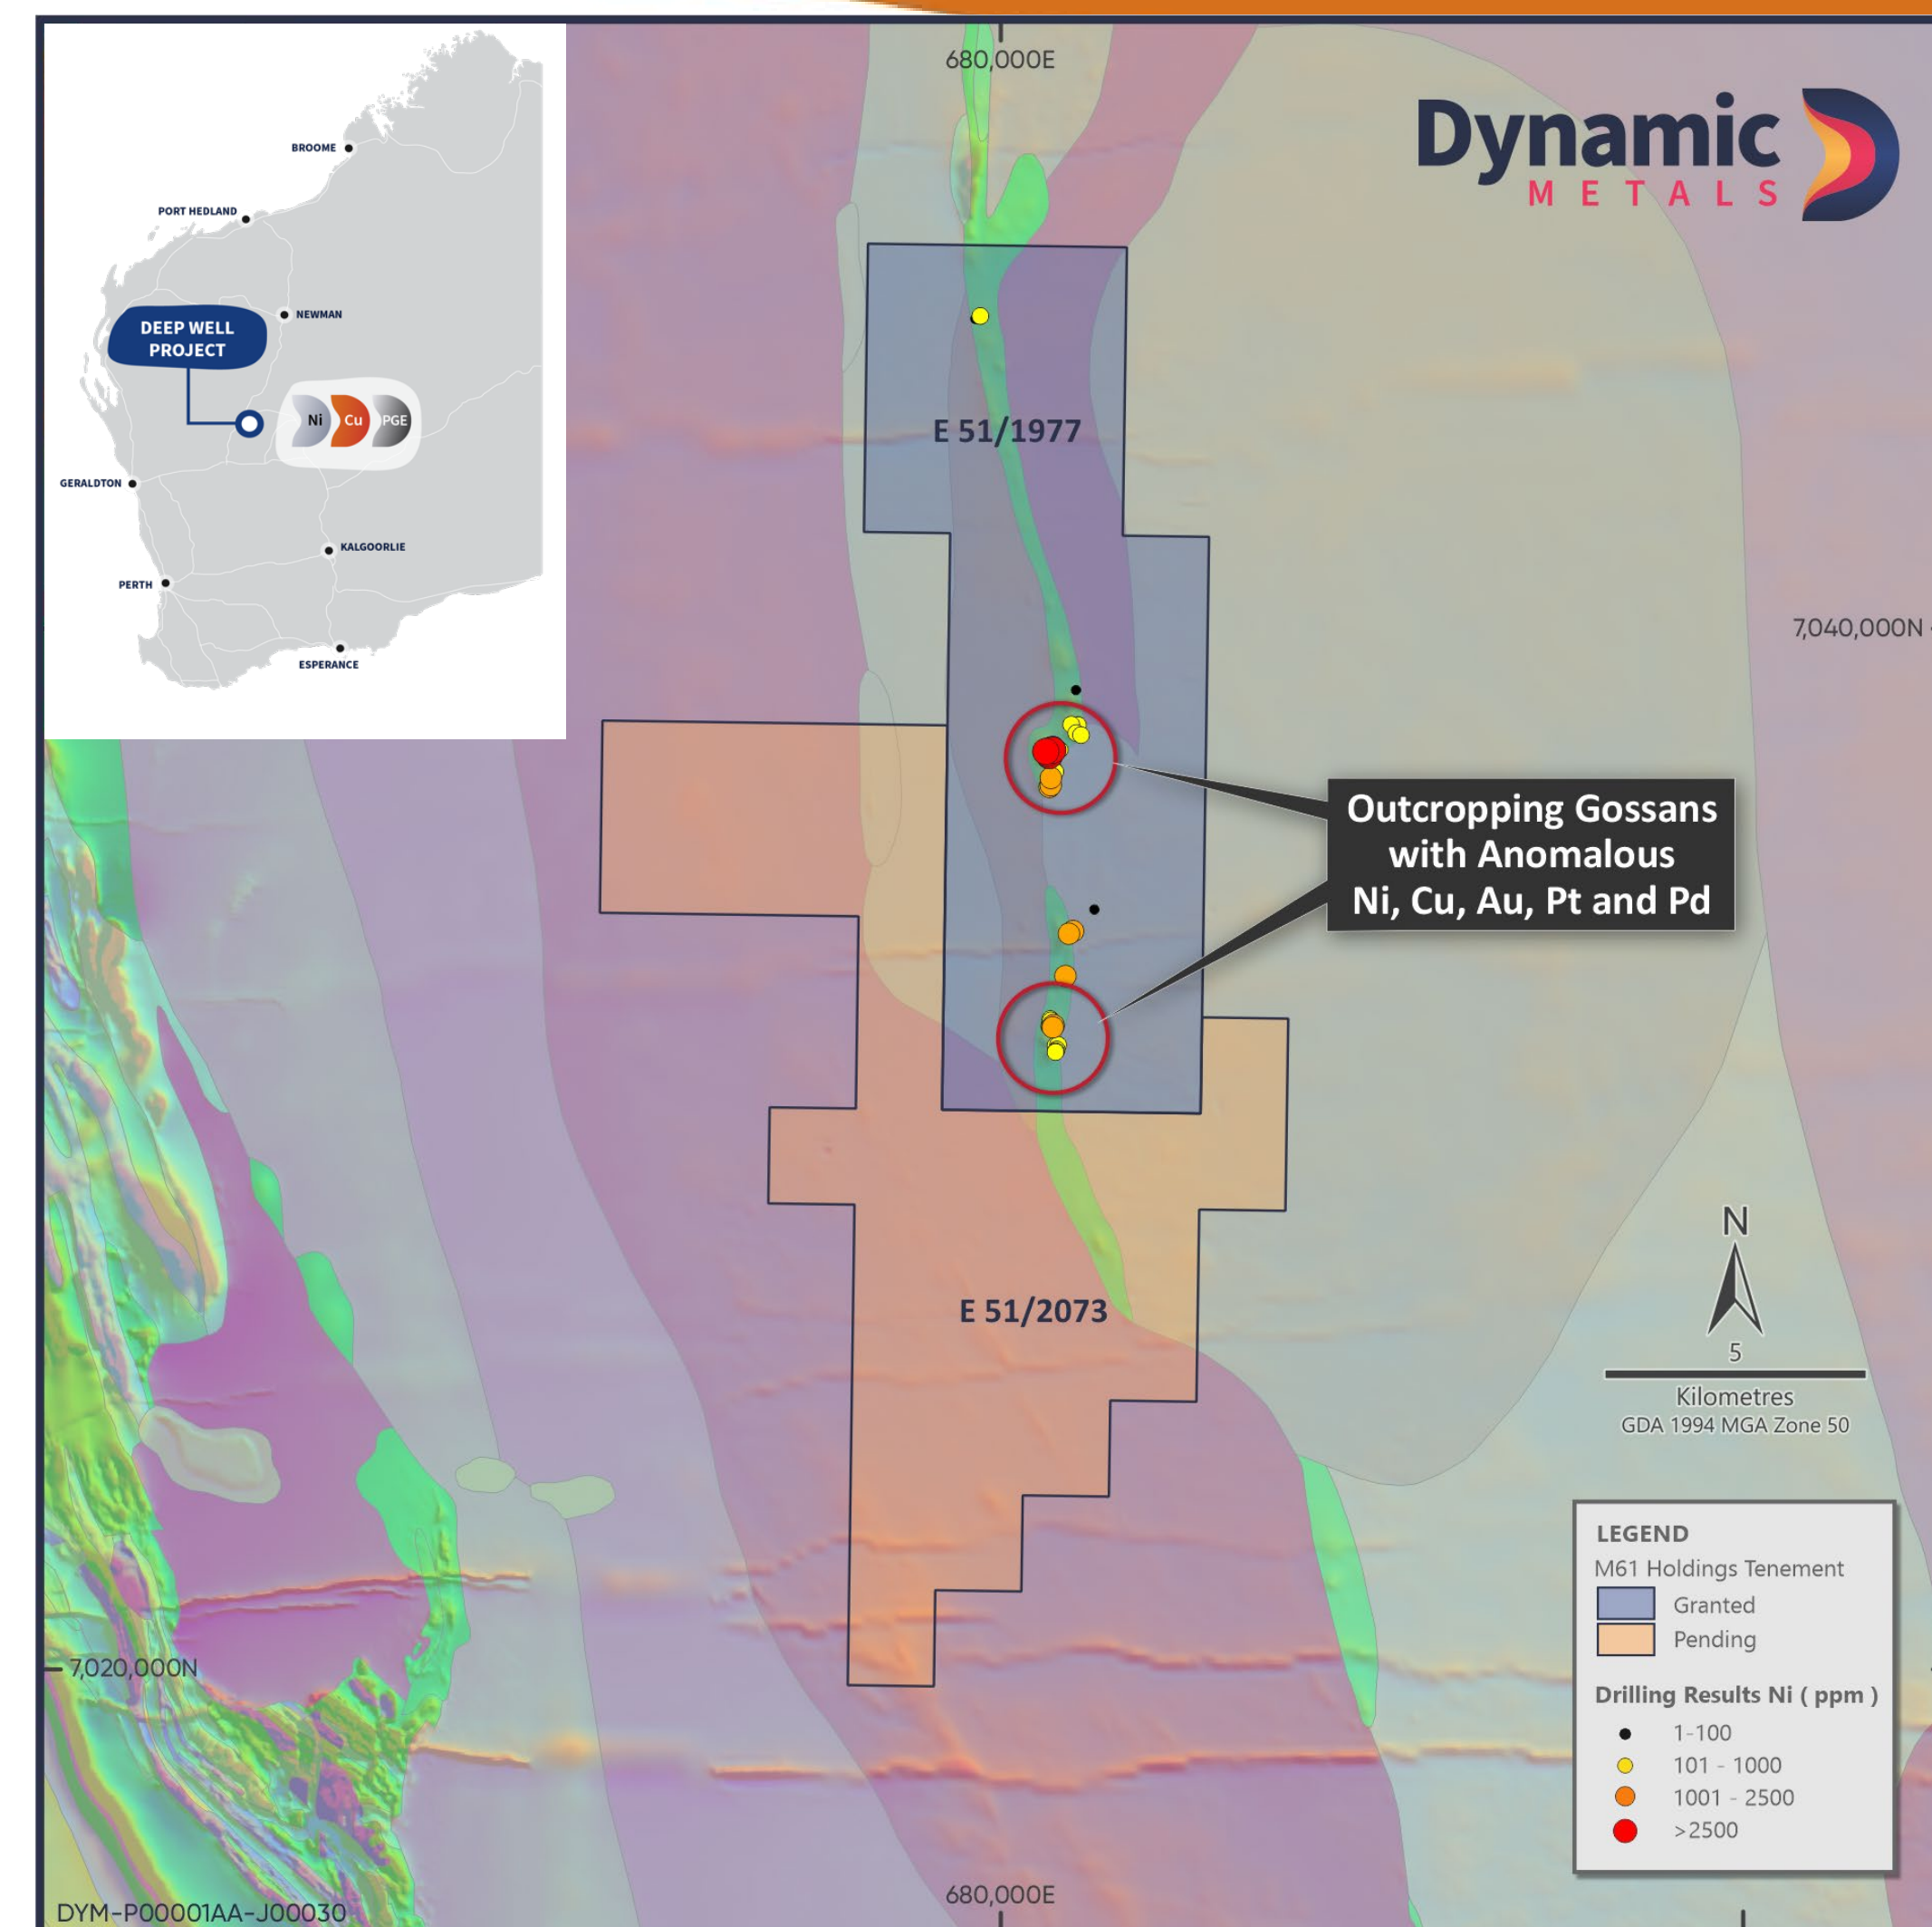 680,000E
Dynamic
METALS
BROOME
PORT HEDLAND
NEWMAN
DEEP WELL
PROJECT
Ni
Cu
PGE
GERALDTON
KALGOORLIE
PERTH
ESPERANCE
E 51/1977
7,040,000N
Outcropping Gossans
with Anomalous
Ni, Cu, Au, Pt and Pd
E 51/2073
N
5
Kilometres
GDA 1994 MGA Zone 50
LEGEND
M61 Holdings Tenement
Granted
Pending
Drilling Results Ni ( ppm )
1-100
101 - 1000
1001 - 2500
>2500
7,020,000N
680,000E
DYM-P00001AA-J00030